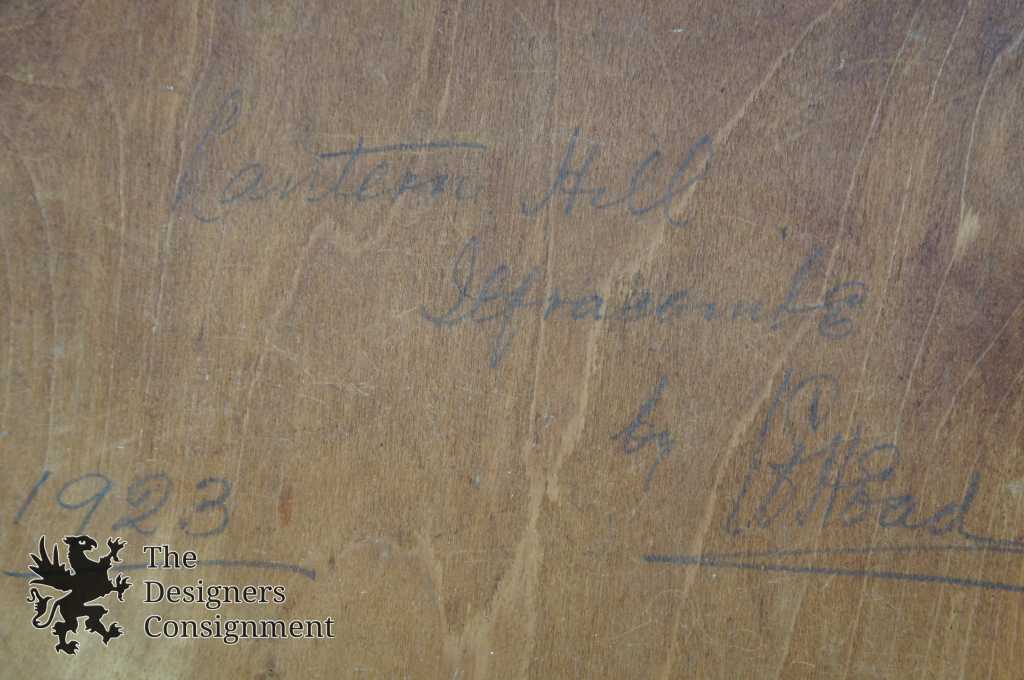 Lantern Hill
Ilfracombe
by
1923
The
Designers
Consignment